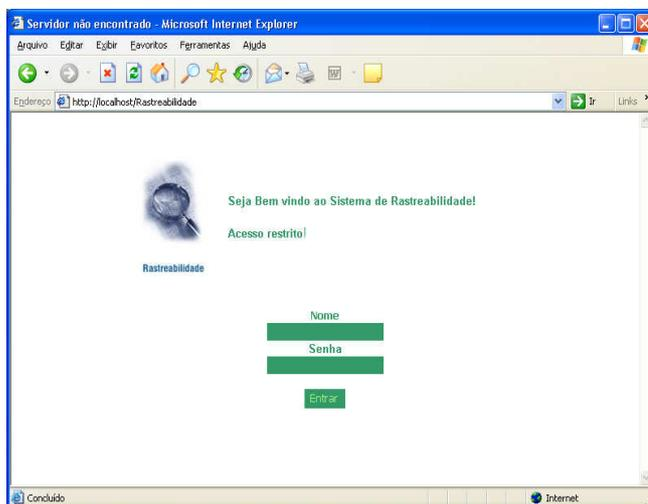 Servidor não encontrado - Microsoft Internet Explorer
Arquivo Editar Exibir Favoritos Ferramentas Ajuda
Endereço http://localhost/Rastreabilidade Ir Links »
Seja Bem vindo ao Sistema de Rastreabilidade!
Acesso restrito
Rastreabilidade
Nome
Senha
Entrar
Concluído Internet